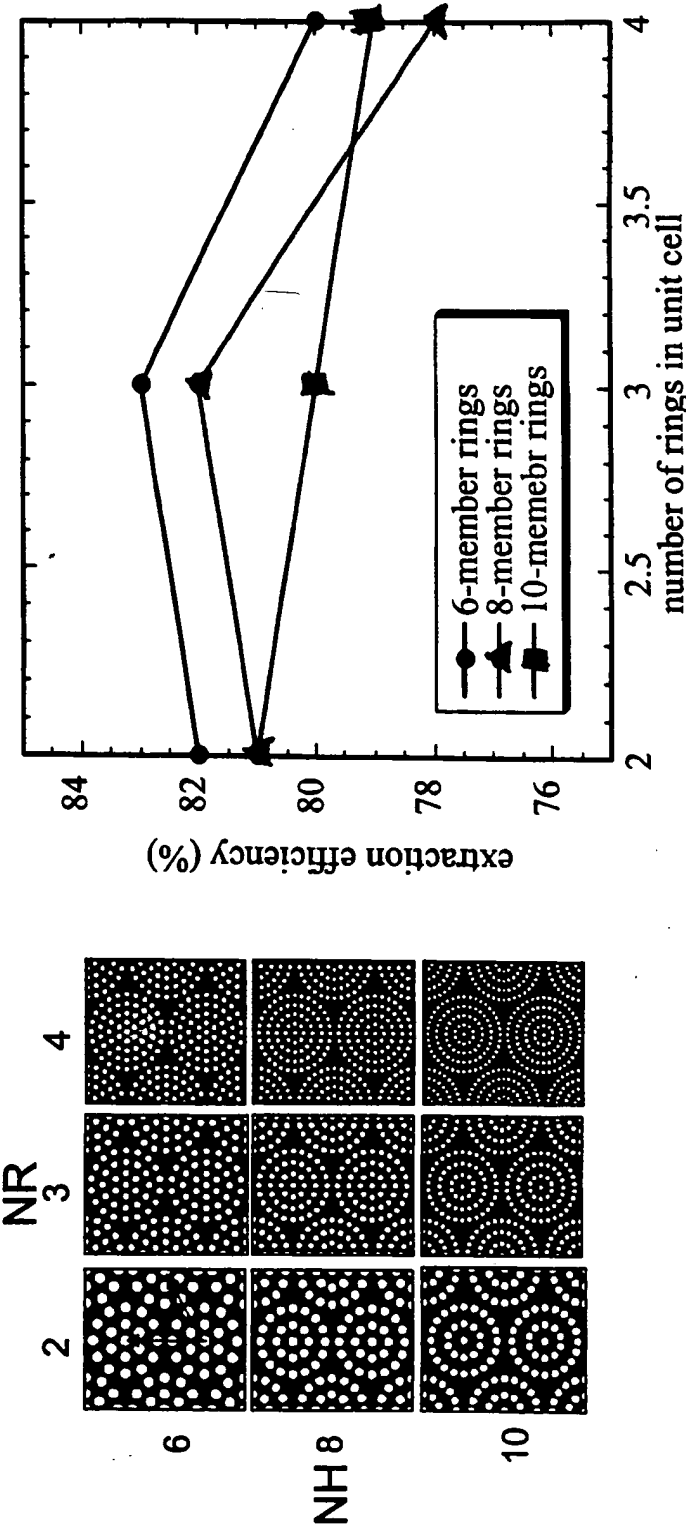 NR
2 3 4
6
NH 8
10
84
82
80
78
76
extraction efficiency (%)
6-member rings
8-member rings
10-memebr rings
2 2.5 3 3.5 4
number of rings in unit cell